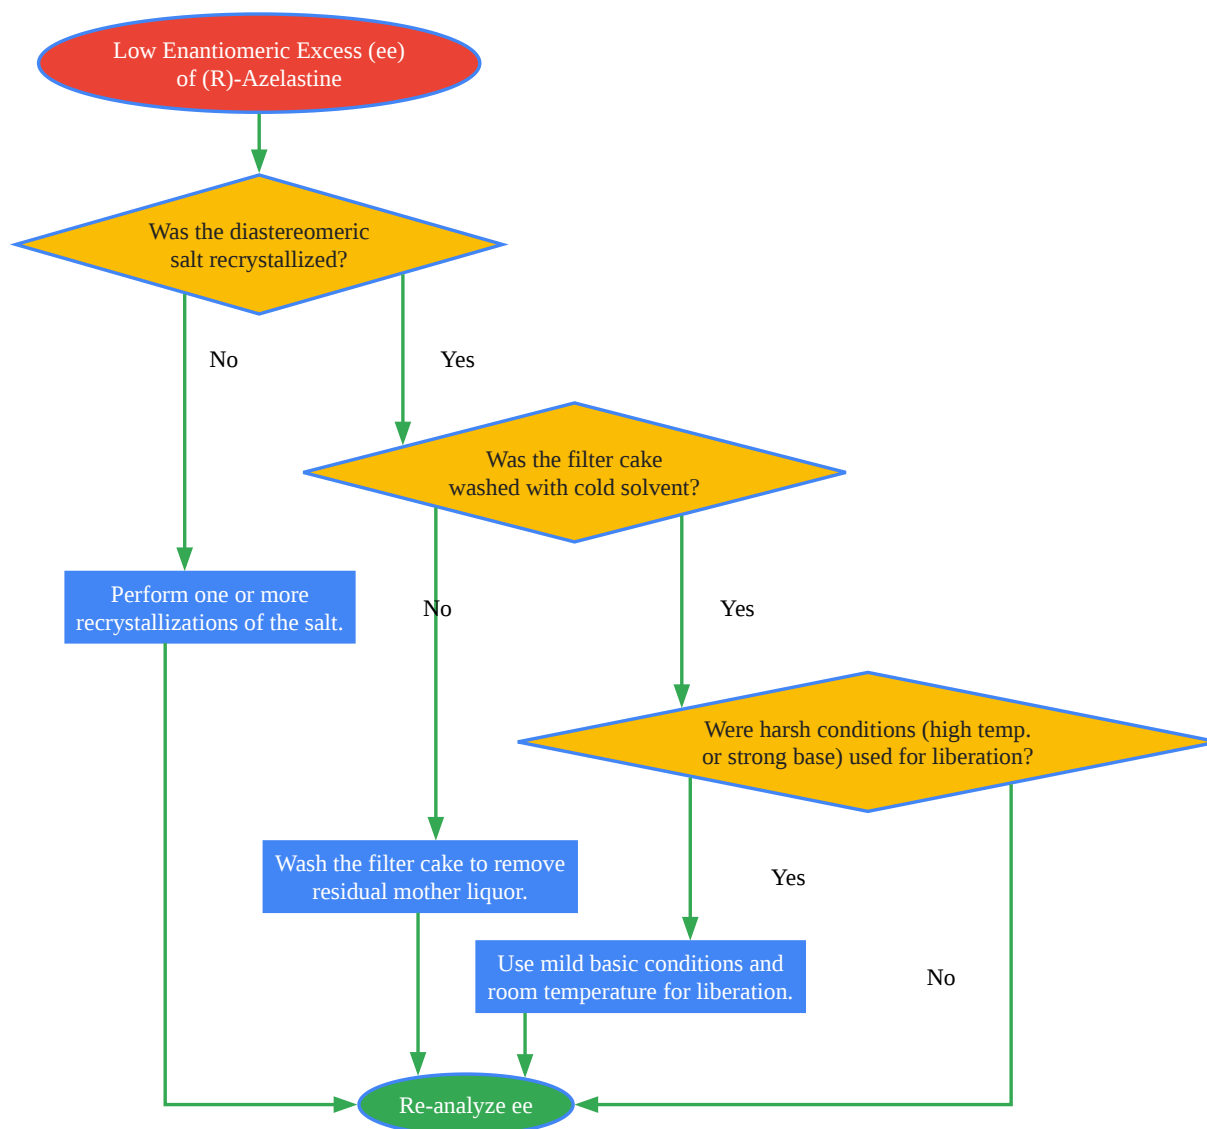 Low Enantiomeric Excess (ee)
of (R)-Azelastine
Was the diastereomeric
salt recrystallized?
No
Yes
Was the filter cake
washed with cold solvent?
Perform one or more
recrystallizations of the salt.
No
Yes
Were harsh conditions (high temp.
or strong base) used for liberation?
Wash the filter cake to remove
residual mother liquor.
Yes
Use mild basic conditions and
room temperature for liberation.
No
Re-analyze ee